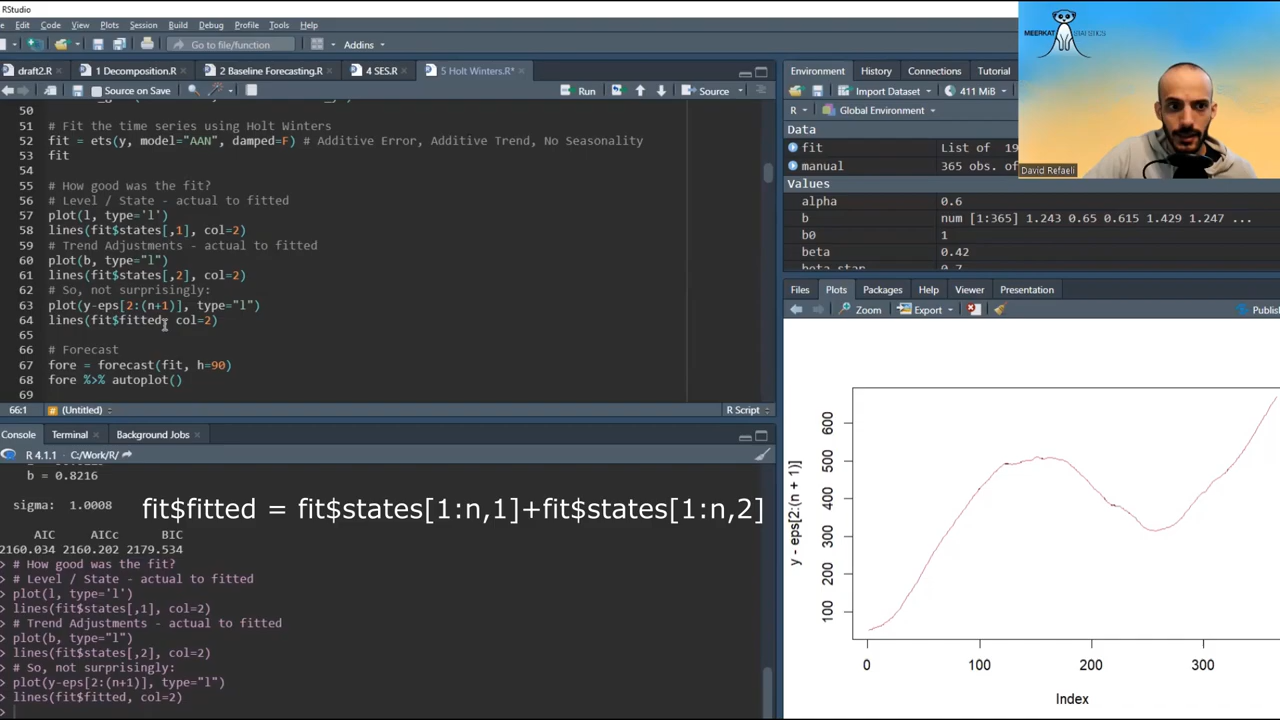 RStudio
Edit Code View Plots Session Build Debug Profile Tools Help
Go to file/function Addins
draft2.R 1 Decomposition.R 2 Baseline Forecasting.R 4 SES.R 5 Holt Winters.R*
Source on Save Run Source
50
51 # Fit the time series using Holt Winters
52 fit = ets(y, model="AAN", damped=F) # Additive Error, Additive Trend, No Seasonality
53 fit
54
55 # How good was the fit?
56 # Level / State - actual to fitted
57 plot(l, type='l')
58 lines(fit$states[,1], col=2)
59 # Trend Adjustments - actual to fitted
60 plot(b, type="l")
61 lines(fit$states[,2], col=2)
62 # So, not surprisingly:
63 plot(y-eps[2:(n+1)], type="l")
64 lines(fit$fitted, col=2)
65
66 # Forecast
67 fore = forecast(fit, h=90)
68 fore %>% autoplot()
69
66:1 # (Untitled) R Script
Console Terminal Background Jobs
R 4.1.1 C:/Work/R/
b = 0.8216
sigma: 1.0008
fit$fitted = fit$states[1:n,1]+fit$states[1:n,2]
AIC AICc BIC
2160.034 2160.202 2179.534
> # How good was the fit?
> # Level / State - actual to fitted
> plot(l, type='l')
> lines(fit$states[,1], col=2)
> # Trend Adjustments - actual to fitted
> plot(b, type="l")
> lines(fit$states[,2], col=2)
> # So, not surprisingly:
> plot(y-eps[2:(n+1)], type="l")
> lines(fit$fitted, col=2)
>
Environment History Connections Tutorial
Import Dataset 411 MiB
R Global Environment
Data
fit List of 19
manual 365 obs. of
Values
alpha 0.6
b num [1:365] 1.243 0.65 0.615 1.429 1.247 ...
b0 1
beta 0.42
beta_star 0.7
Files Plots Packages Help Viewer Presentation
Zoom Export Publis
y - eps[2:(n + 1)]
600
500
400
300
200
100
0 100 200 300
Index
MEERKAT STATISTICS
David Refaeli